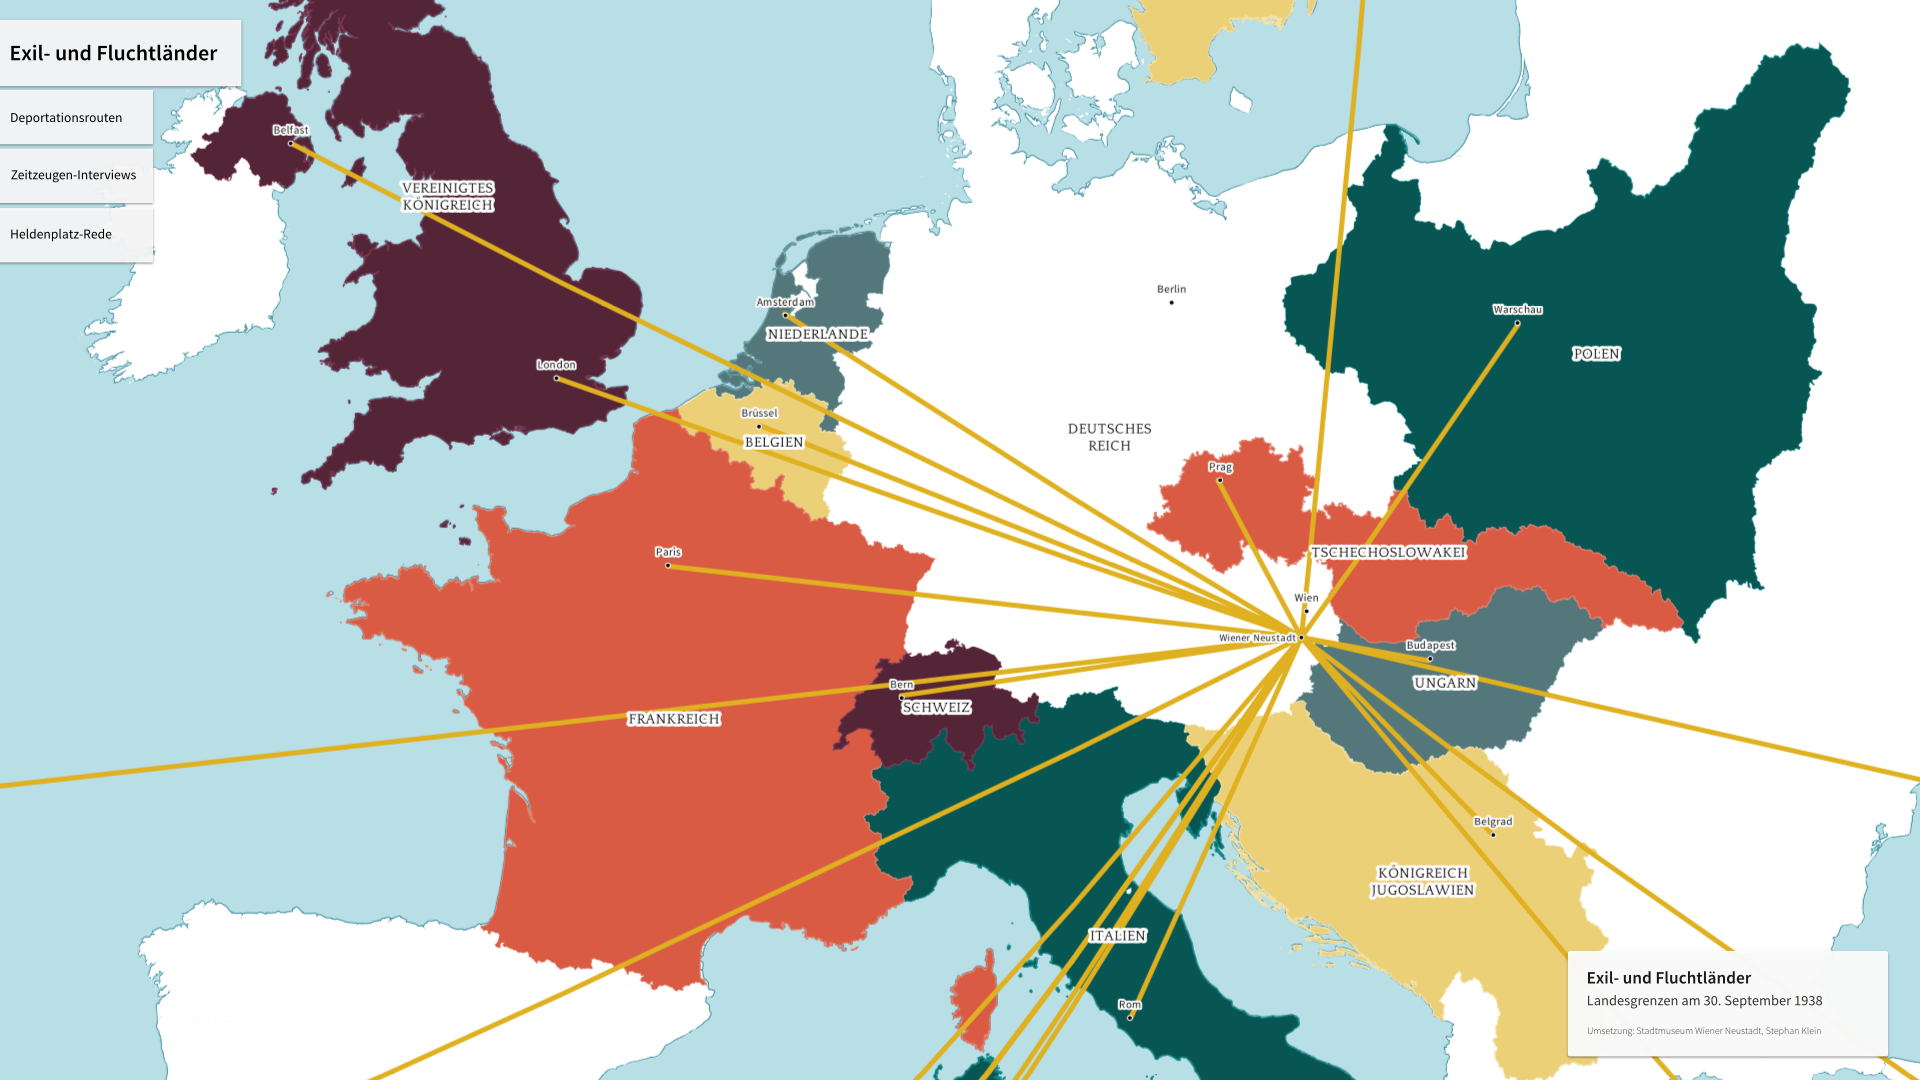 Exil- und Fluchtländer
Deportationsrouten
Zeitzeugen-Interviews
Heldenplatz-Rede
Belfast
VEREINIGTES
KÖNIGREICH
London
Amsterdam
NIEDERLANDE
Brüssel
BELGIEN
Berlin
DEUTSCHES
REICH
Warschau
POLEN
Prag
TSCHECHOSLOWAKEI
Paris
Wien
Wiener Neustadt
Budapest
UNGARN
Bern
SCHWEIZ
FRANKREICH
Belgrad
KÖNIGREICH
JUGOSLAWIEN
ITALIEN
Rom
Exil- und Fluchtländer
Landesgrenzen am 30. September 1938
Umsetzung: Stadtmuseum Wiener Neustadt, Stephan Klein